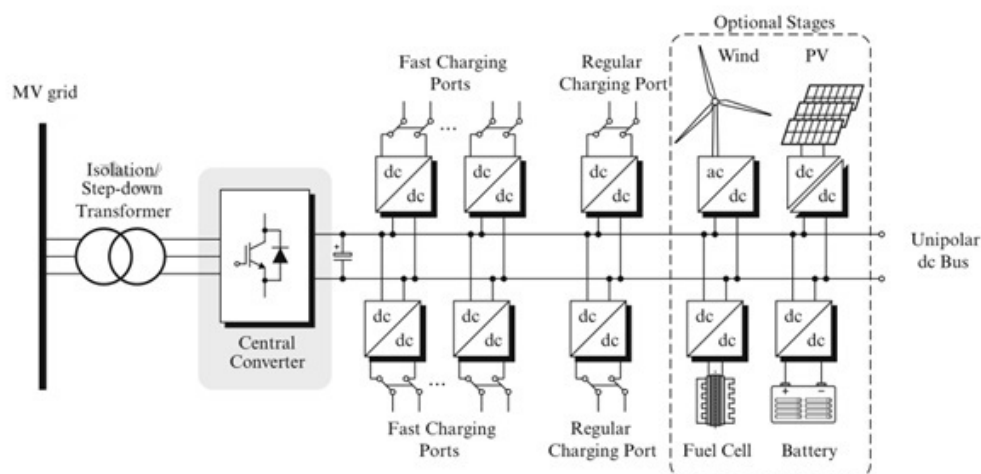 Optional Stages
Wind
PV
Fast Charging
Ports
Regular
Charging Port
MV grid
Isolation/
Step-down
Transformer
...
dc
dc
dc
dc
dc
dc
ac
dc
dc
dc
Unipolar
dc Bus
+
dc
dc
dc
dc
dc
dc
dc
dc
dc
dc
Central
Converter
...
+ −
Fast Charging
Ports
Regular
Charging Port
Fuel Cell
Battery